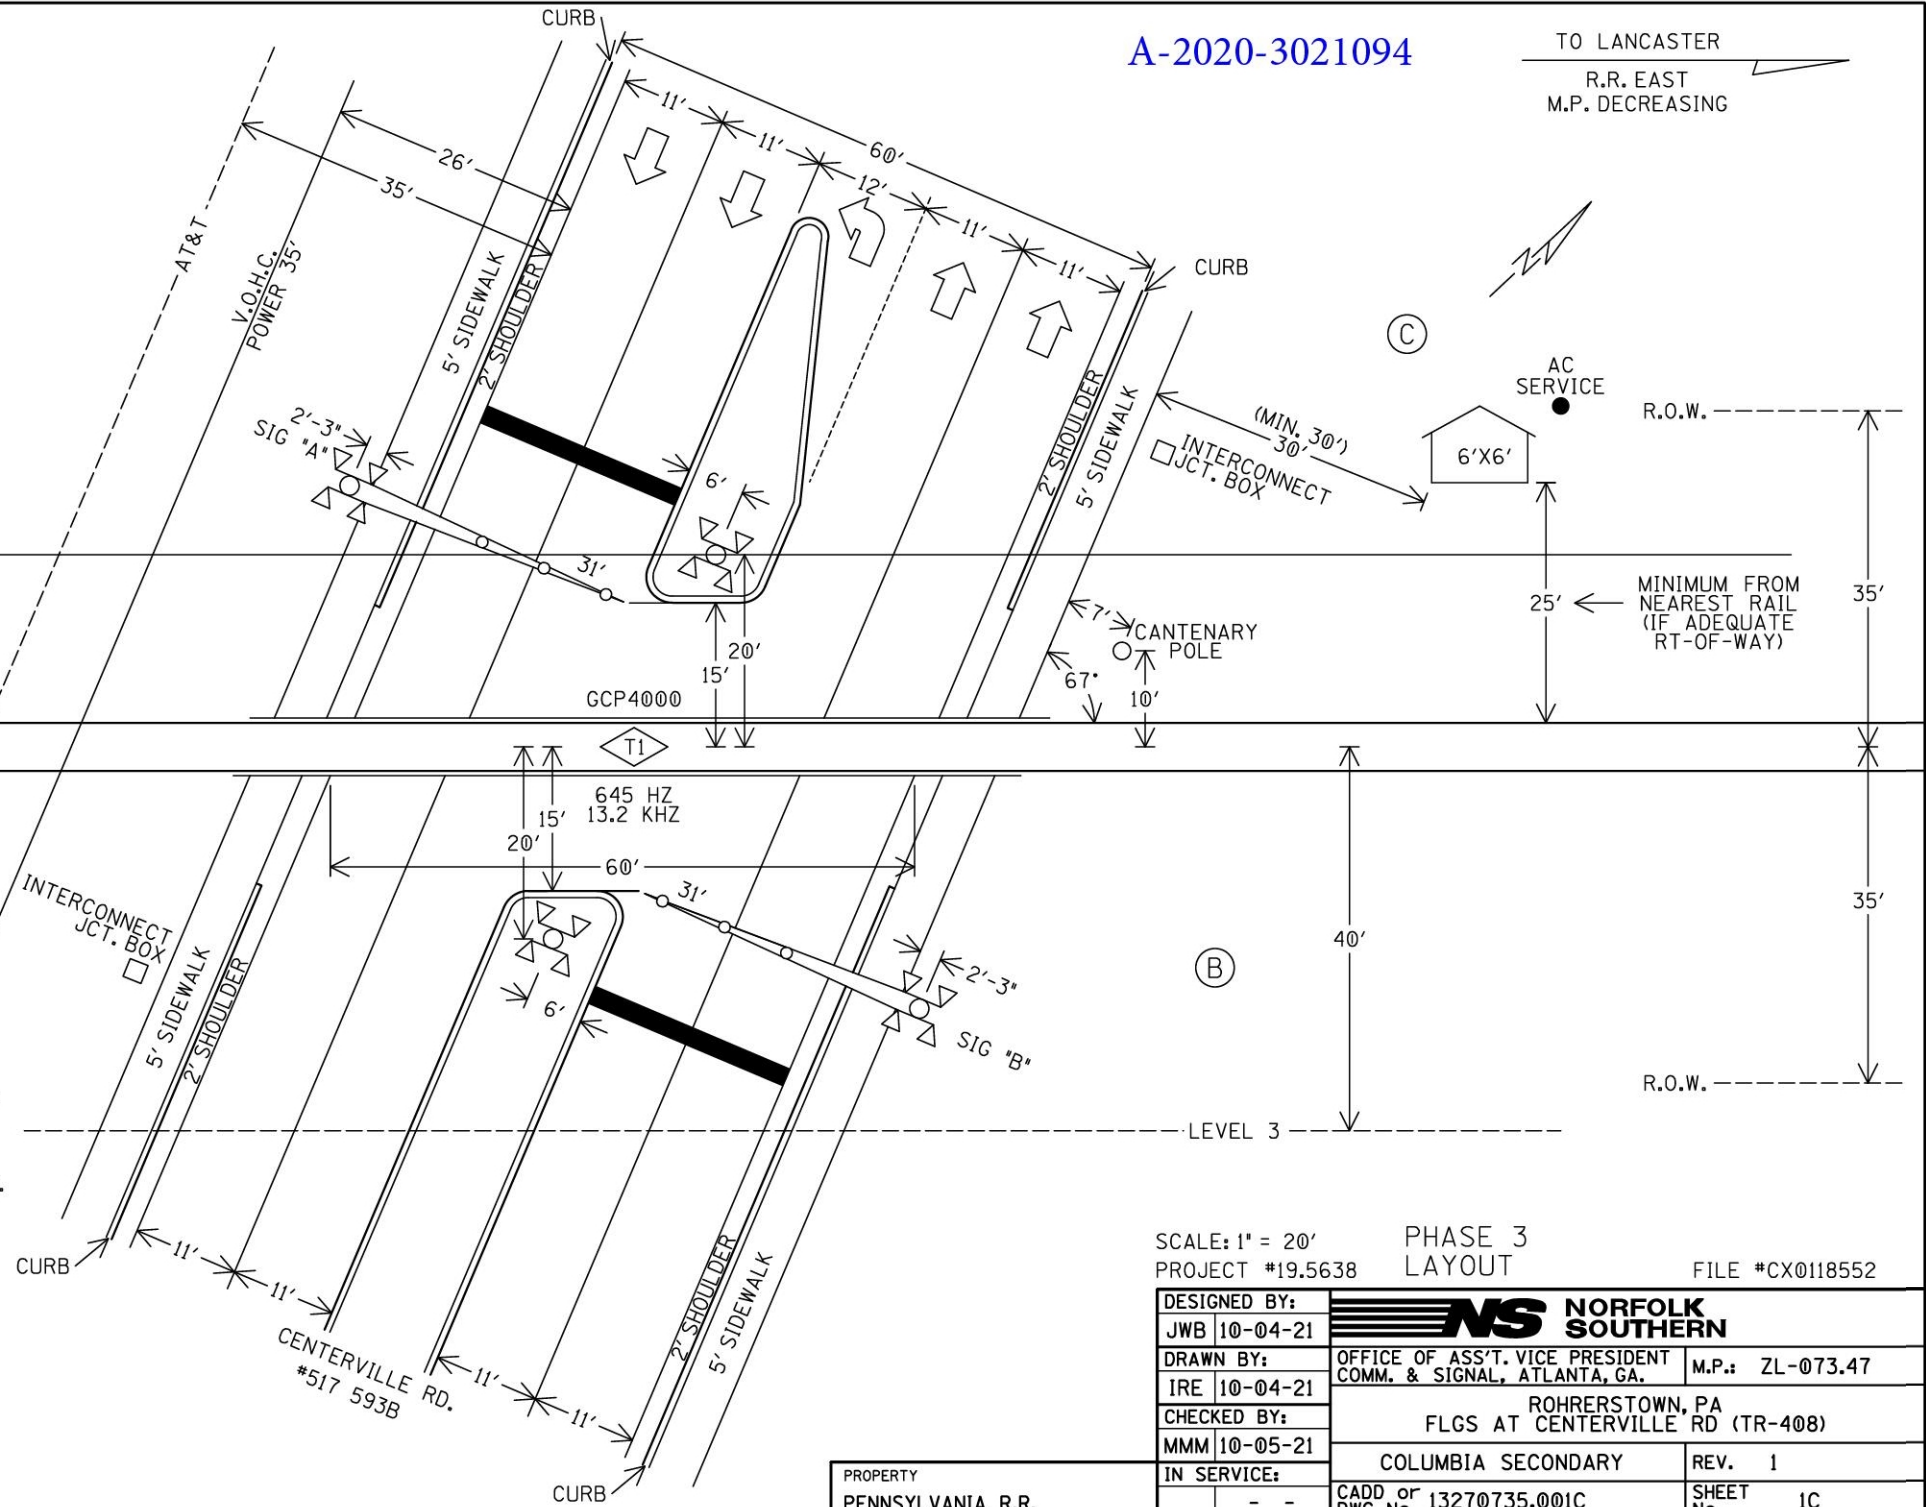 CURB
A-2020-3021094
TO LANCASTER
R.R. EAST
M.P. DECREASING
11'
11'
60'
12'
11'
11'
26'
35'
AT&T
V.O.H.C.
POWER 35'
5' SIDEWALK
2' SHOULDER
CURB
C
AC
SERVICE
R.O.W.
2'-3"
SIG "A"
6'
2' SHOULDER
5' SIDEWALK
(MIN. 30')
30'
INTERCONNECT
JCT. BOX
6'X6'
31'
25'
MINIMUM FROM
NEAREST RAIL
(IF ADEQUATE
RT-OF-WAY)
35'
7'
CANTENARY
POLE
20'
15'
67°
10'
GCP4000
T1
645 HZ
13.2 KHZ
15'
20'
60'
31'
INTERCONNECT
JCT. BOX
5' SIDEWALK
2' SHOULDER
6'
2'-3"
SIG "B"
B
40'
35'
R.O.W.
LEVEL 3
CURB
11'
11'
CENTERVILLE RD.
#517 593B
11'
11'
2' SHOULDER
5' SIDEWALK
CURB
SCALE: 1" = 20'
PROJECT #19.5638
PHASE 3
LAYOUT
FILE #CX0118552
DESIGNED BY:
JWB 10-04-21
DRAWN BY:
IRE 10-04-21
CHECKED BY:
MMM 10-05-21
IN SERVICE:
- -
NS NORFOLK
SOUTHERN
OFFICE OF ASS'T. VICE PRESIDENT
COMM. & SIGNAL, ATLANTA, GA.
M.P.: ZL-073.47
ROHRERSTOWN, PA
FLGS AT CENTERVILLE RD (TR-408)
COLUMBIA SECONDARY
REV. 1
CADD or
DWG No. 13270735.001C
SHEET
No. 1C
PROPERTY
PENNSYLVANIA R.R.